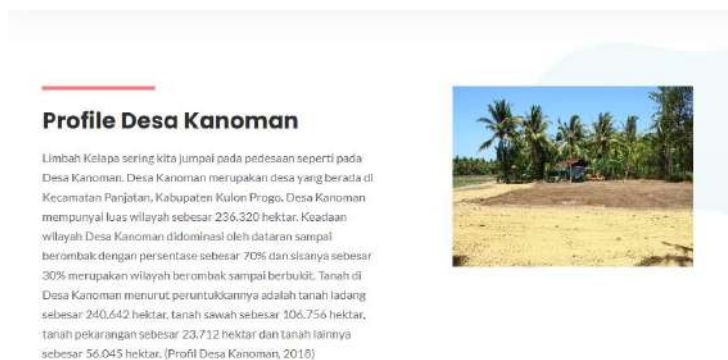 Profile Desa Kanoman
Limbah Kelapa sering kita jumpai pada pedesaan seperti pada
Desa Kanoman. Desa Kanoman merupakan desa yang berada di
Kecamatan Panjatan, Kabupaten Kulon Progo. Desa Kanoman
mempunyai luas wilayah sebesar 236.320 hektar. Keadaan
wilayah Desa Kanoman didominasi oleh dataran sampai
berombak dengan persentase sebesar 70% dan sisanya sebesar
30% merupakan wilayah berombak sampai berbukit. Tanah di
Desa Kanoman menurut peruntukkannya adalah tanah ladang
sebesar 240.642 hektar, tanah sawah sebesar 106.756 hektar,
tanah pekarangan sebesar 23.712 hektar dan tanah lainnya
sebesar 56.045 hektar. (Profil Desa Kanoman, 2018)